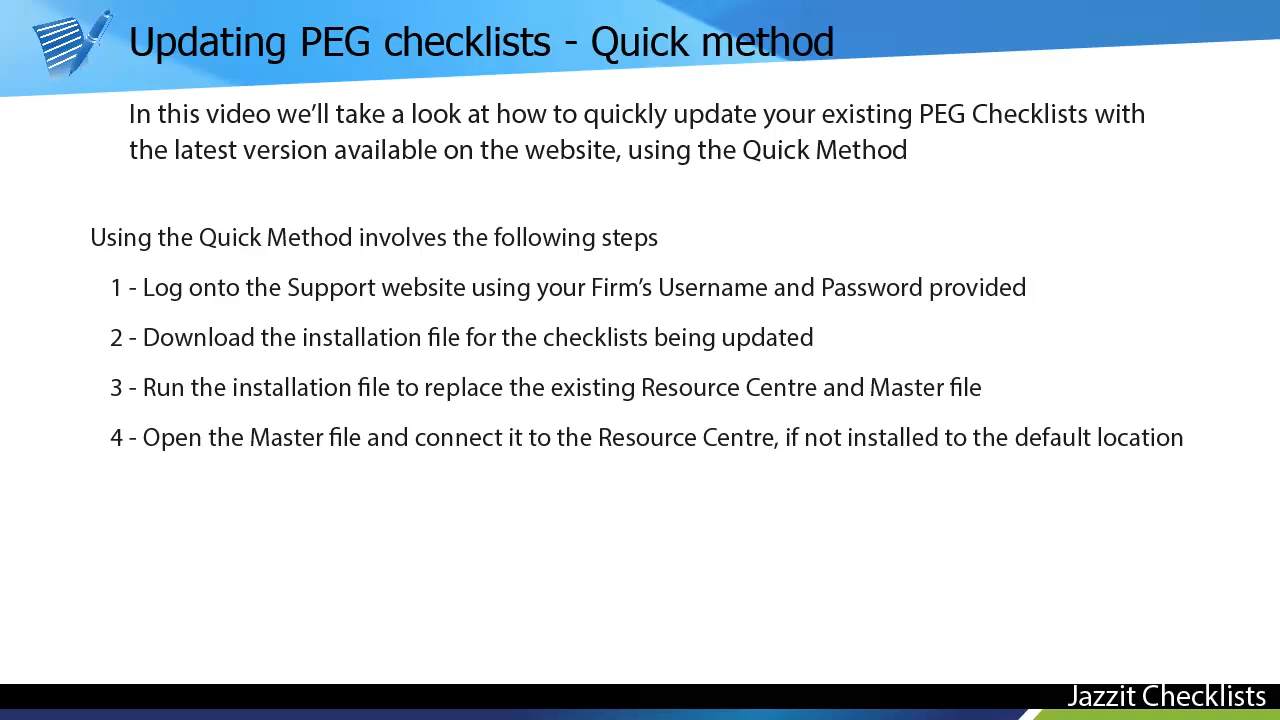 Updating PEG checklists - Quick method
In this video we’ll take a look at how to quickly update your existing PEG Checklists with
the latest version available on the website, using the Quick Method
Using the Quick Method involves the following steps
1 - Log onto the Support website using your Firm’s Username and Password provided
2 - Download the installation file for the checklists being updated
3 - Run the installation file to replace the existing Resource Centre and Master file
4 - Open the Master file and connect it to the Resource Centre, if not installed to the default location
Jazzit Checklists